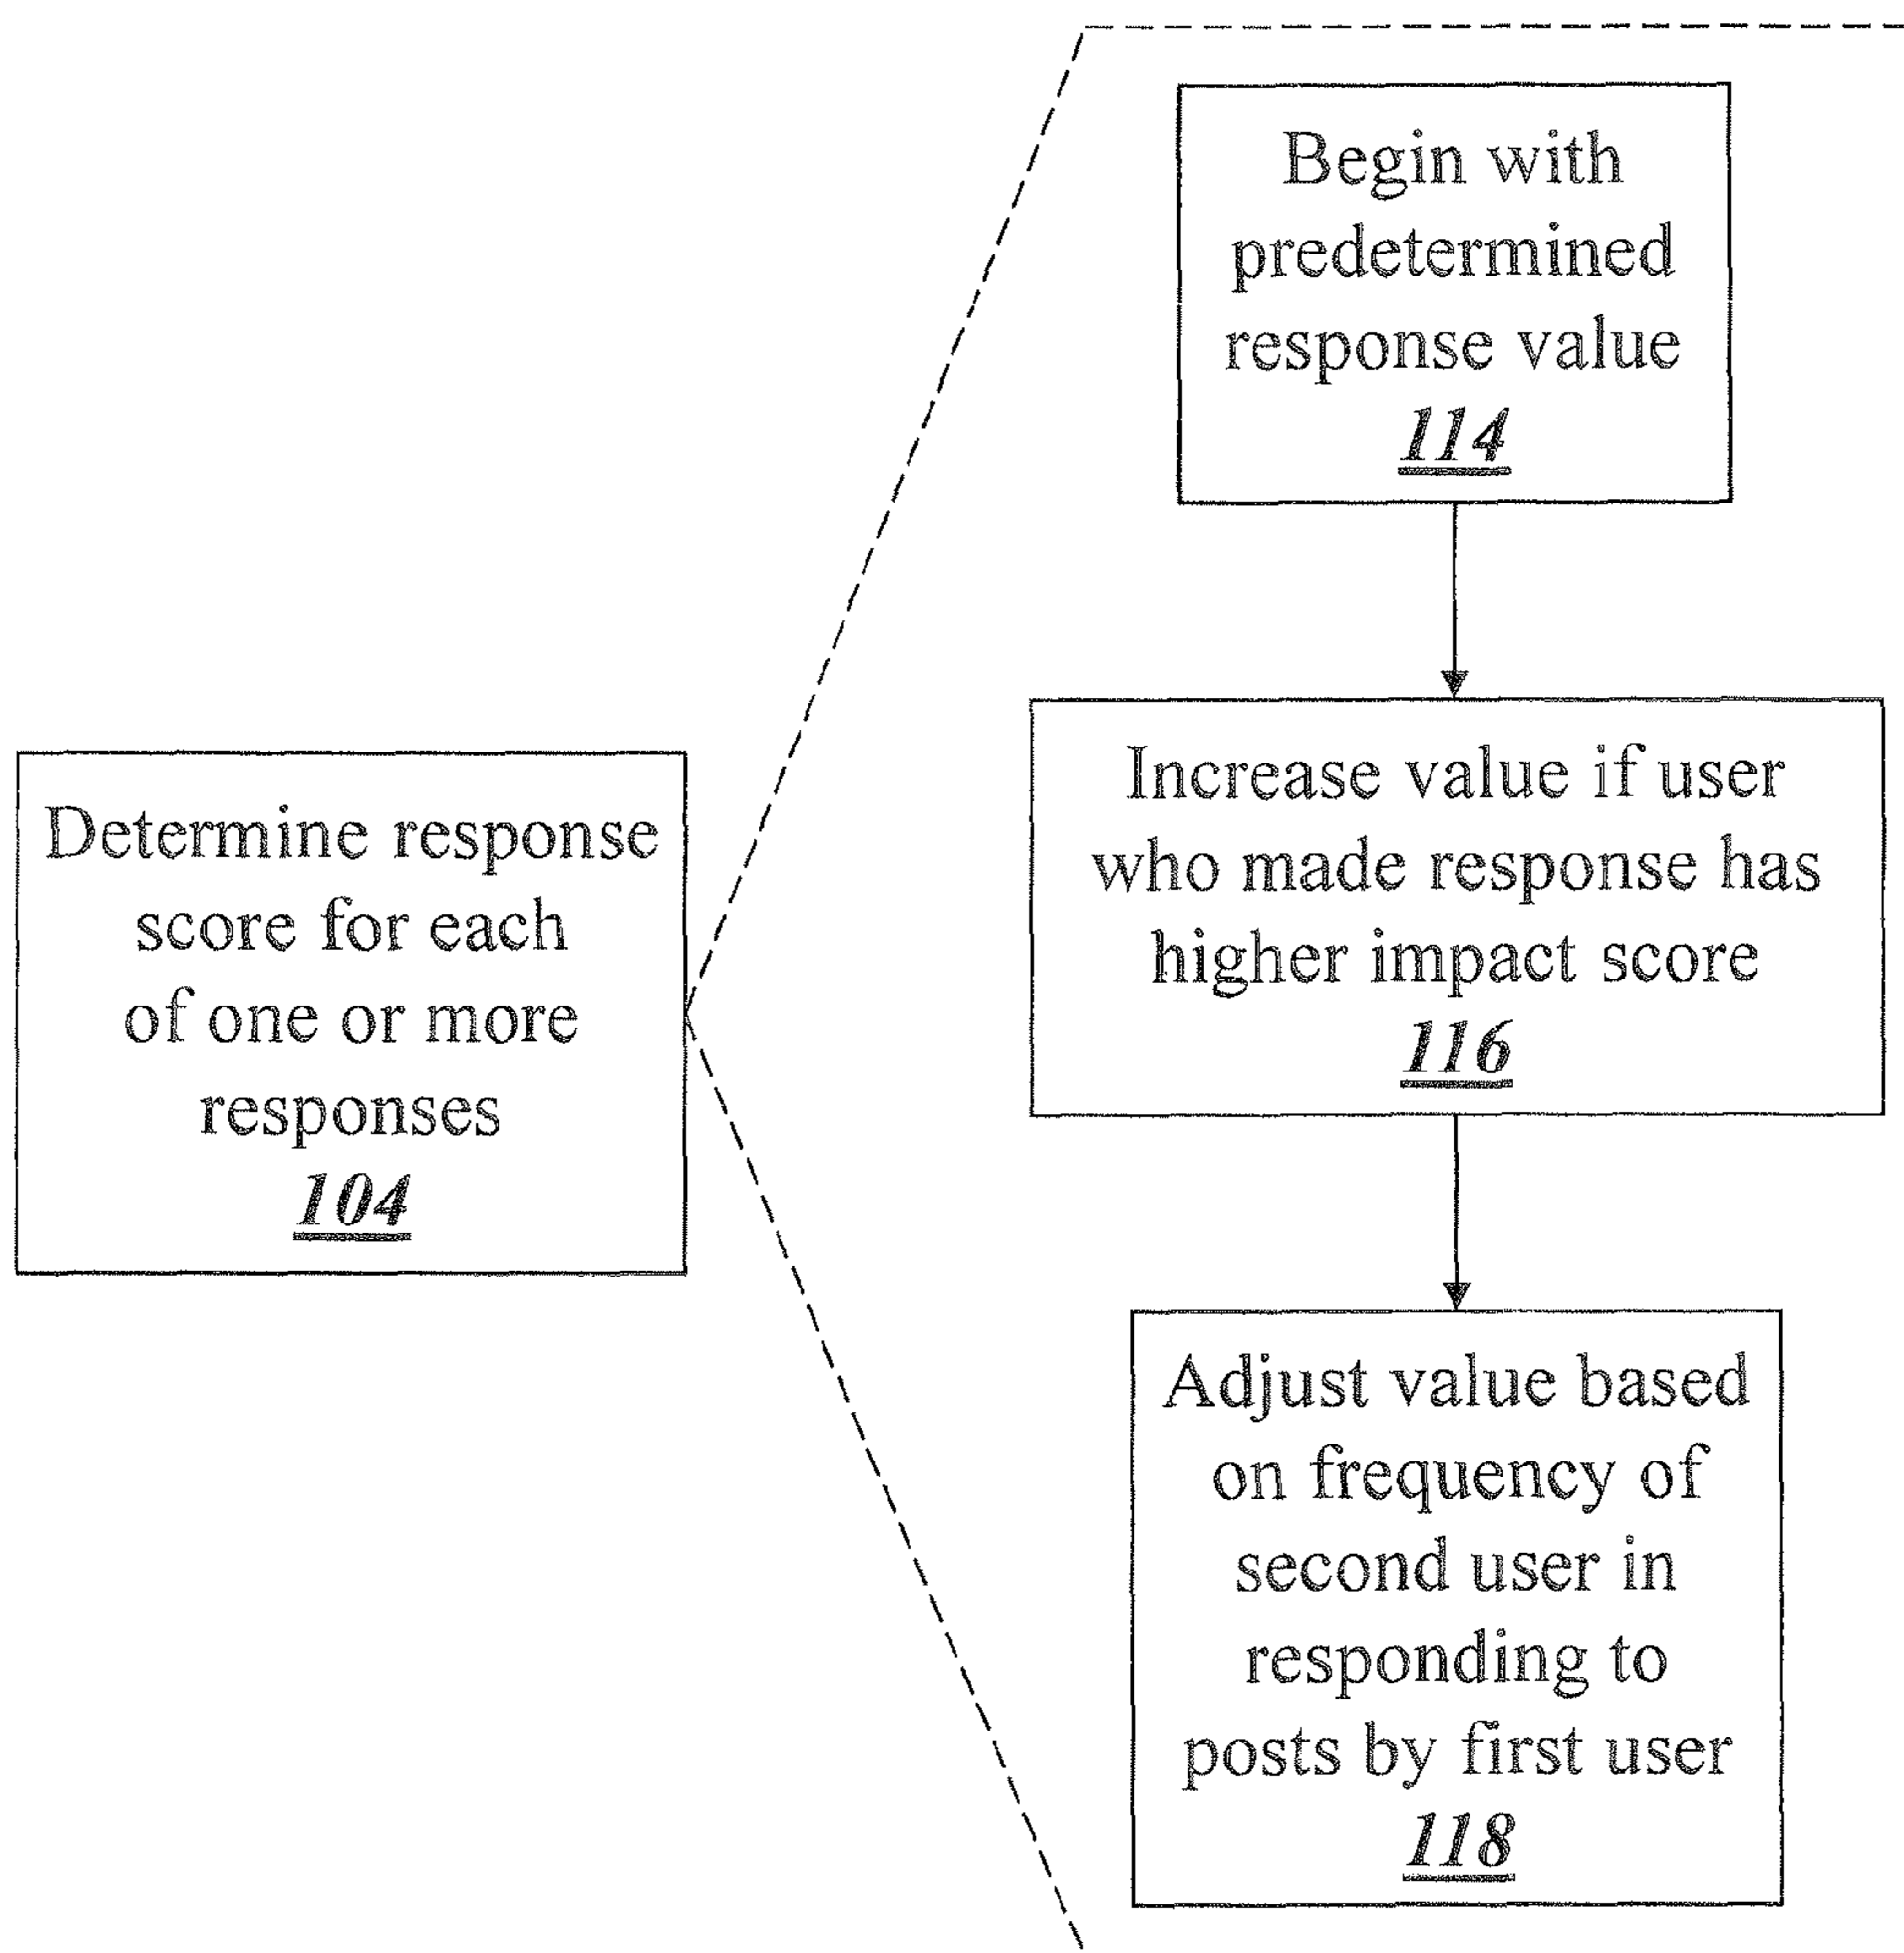 Begin with
predetermined
response value
114
Increase value if user
who made response has
higher impact score
116
Determine response
score for each
of one or more
responses
104
Adjust value based
on frequency of
second user in
responding to
posts by first user
118